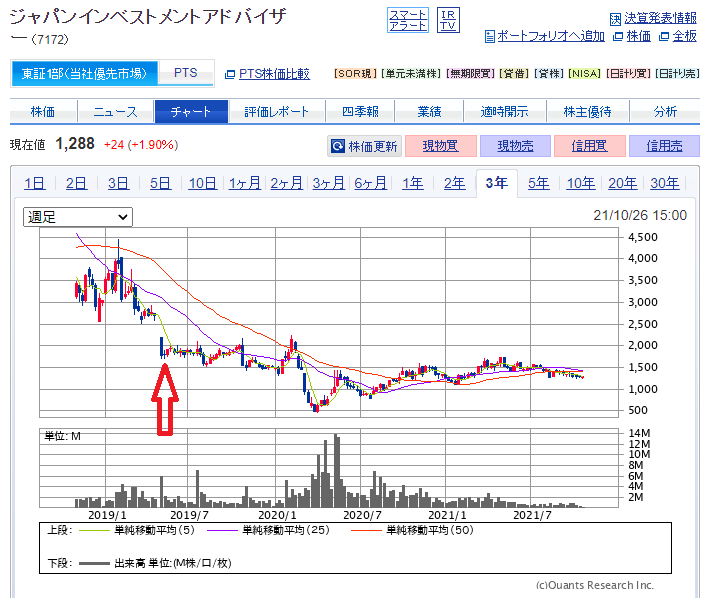 ジャパンインベストメントアドバイザ
ー（7172）
スマート
アラート
IR
TV
決算発表情報
ポートフォリオへ追加 株価 全板
東証1部（当社優先市場） PTS PTS株価比較 [SOR現] [単元未満株] [無期限買] [貸借] [貸株] [NISA] [日計り買] [日計り売]
株価 ニュース チャート 評価レポート 四季報 業績 適時開示 株主優待 分析
現在値 1,288 +24 (+1.90%) 株価更新 現物買 現物売 信用買 信用売
1日 2日 3日 5日 10日 1ヶ月 2ヶ月 3ヶ月 6ヶ月 1年 2年 3年 5年 10年 20年 30年
週足 21/10/26 15:00
4,500
4,000
3,500
3,000
2,500
2,000
1,500
1,000
500
単位: M
14M
12M
10M
8M
6M
4M
2M
2019/1 2019/7 2020/1 2020/7 2021/1 2021/7
上段: 単純移動平均(5) 単純移動平均(25) 単純移動平均(50)
下段: 出来高 単位:(M株/口/枚)
(c)Quants Research Inc.